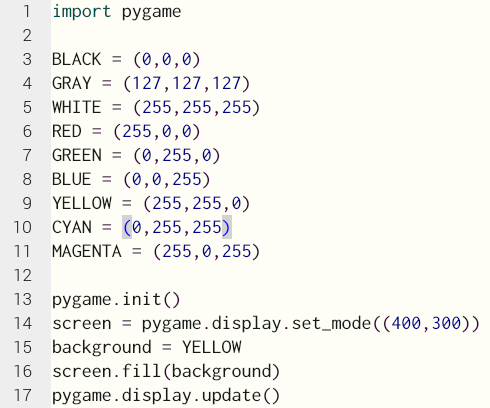 1 import pygame
2
3 BLACK = (0,0,0)
4 GRAY = (127,127,127)
5 WHITE = (255,255,255)
6 RED = (255,0,0)
7 GREEN = (0,255,0)
8 BLUE = (0,0,255)
9 YELLOW = (255,255,0)
10 CYAN = (0,255,255)
11 MAGENTA = (255,0,255)
12
13 pygame.init()
14 screen = pygame.display.set_mode((400,300))
15 background = YELLOW
16 screen.fill(background)
17 pygame.display.update()